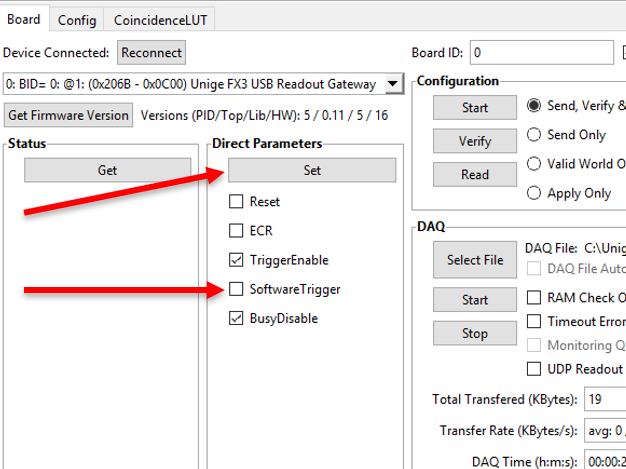 Board Config CoincidenceLUT
Device Connected: Reconnect
Board ID: 0
0: BID= 0: @1: (0x206B - 0x0C00) Unige FX3 USB Readout Gateway
Get Firmware Version Versions (PID/Top/Lib/HW): 5 / 0.11 / 5 / 16
Status
Get
Direct Parameters
Set
Reset
ECR
TriggerEnable
SoftwareTrigger
BusyDisable
Configuration
Start Send, Verify &
Verify Send Only
Valid World O
Read
Apply Only
DAQ
Select File DAQ File: C:\Unig
DAQ File Auto
Start RAM Check O
Timeout Error
Stop
Monitoring Q
UDP Readout
Total Transfered (KBytes): 19
Transfer Rate (KBytes/s): avg: 0 /
DAQ Time (h:m:s): 00:00:2